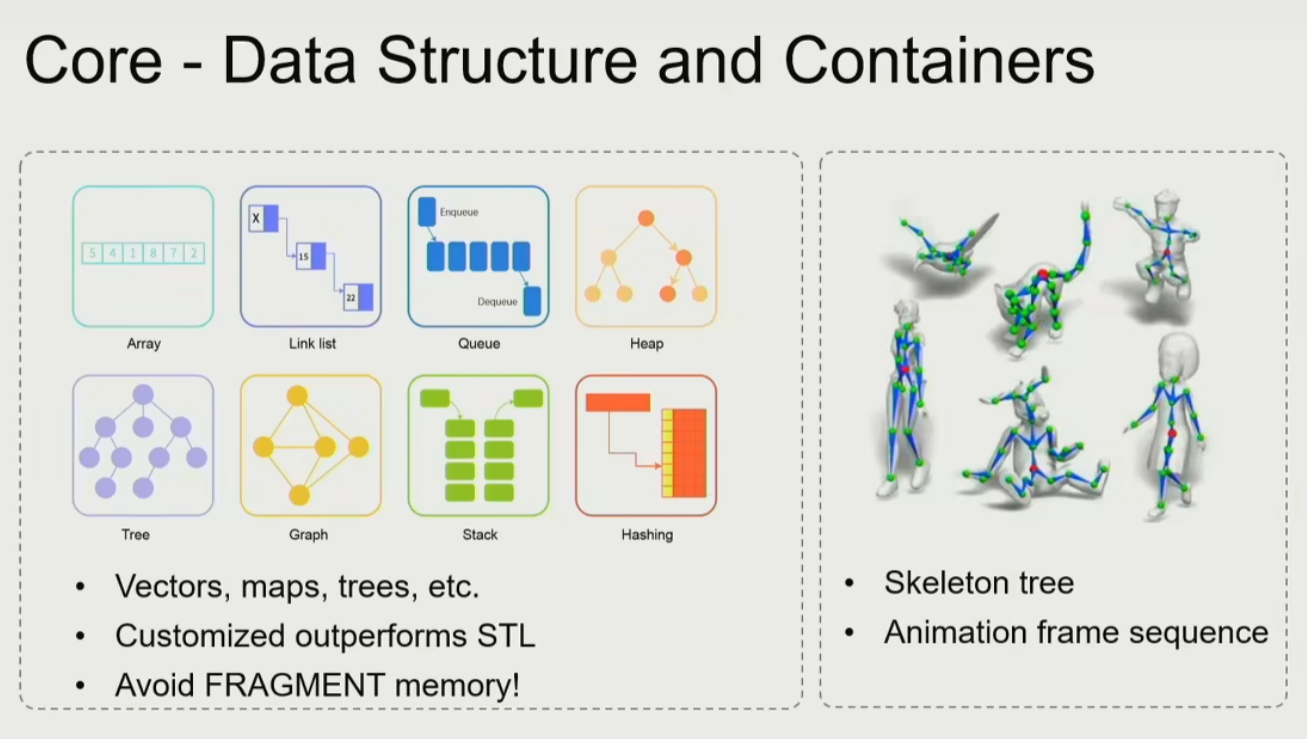 Core - Data Structure and Containers
5 4 1 8 7 2
Array
X
15
22
Link list
Enqueue
Dequeue
Queue
Heap
Tree
Graph
Stack
Hashing
• Vectors, maps, trees, etc.
• Customized outperforms STL
• Avoid FRAGMENT memory!
• Skeleton tree
• Animation frame sequence